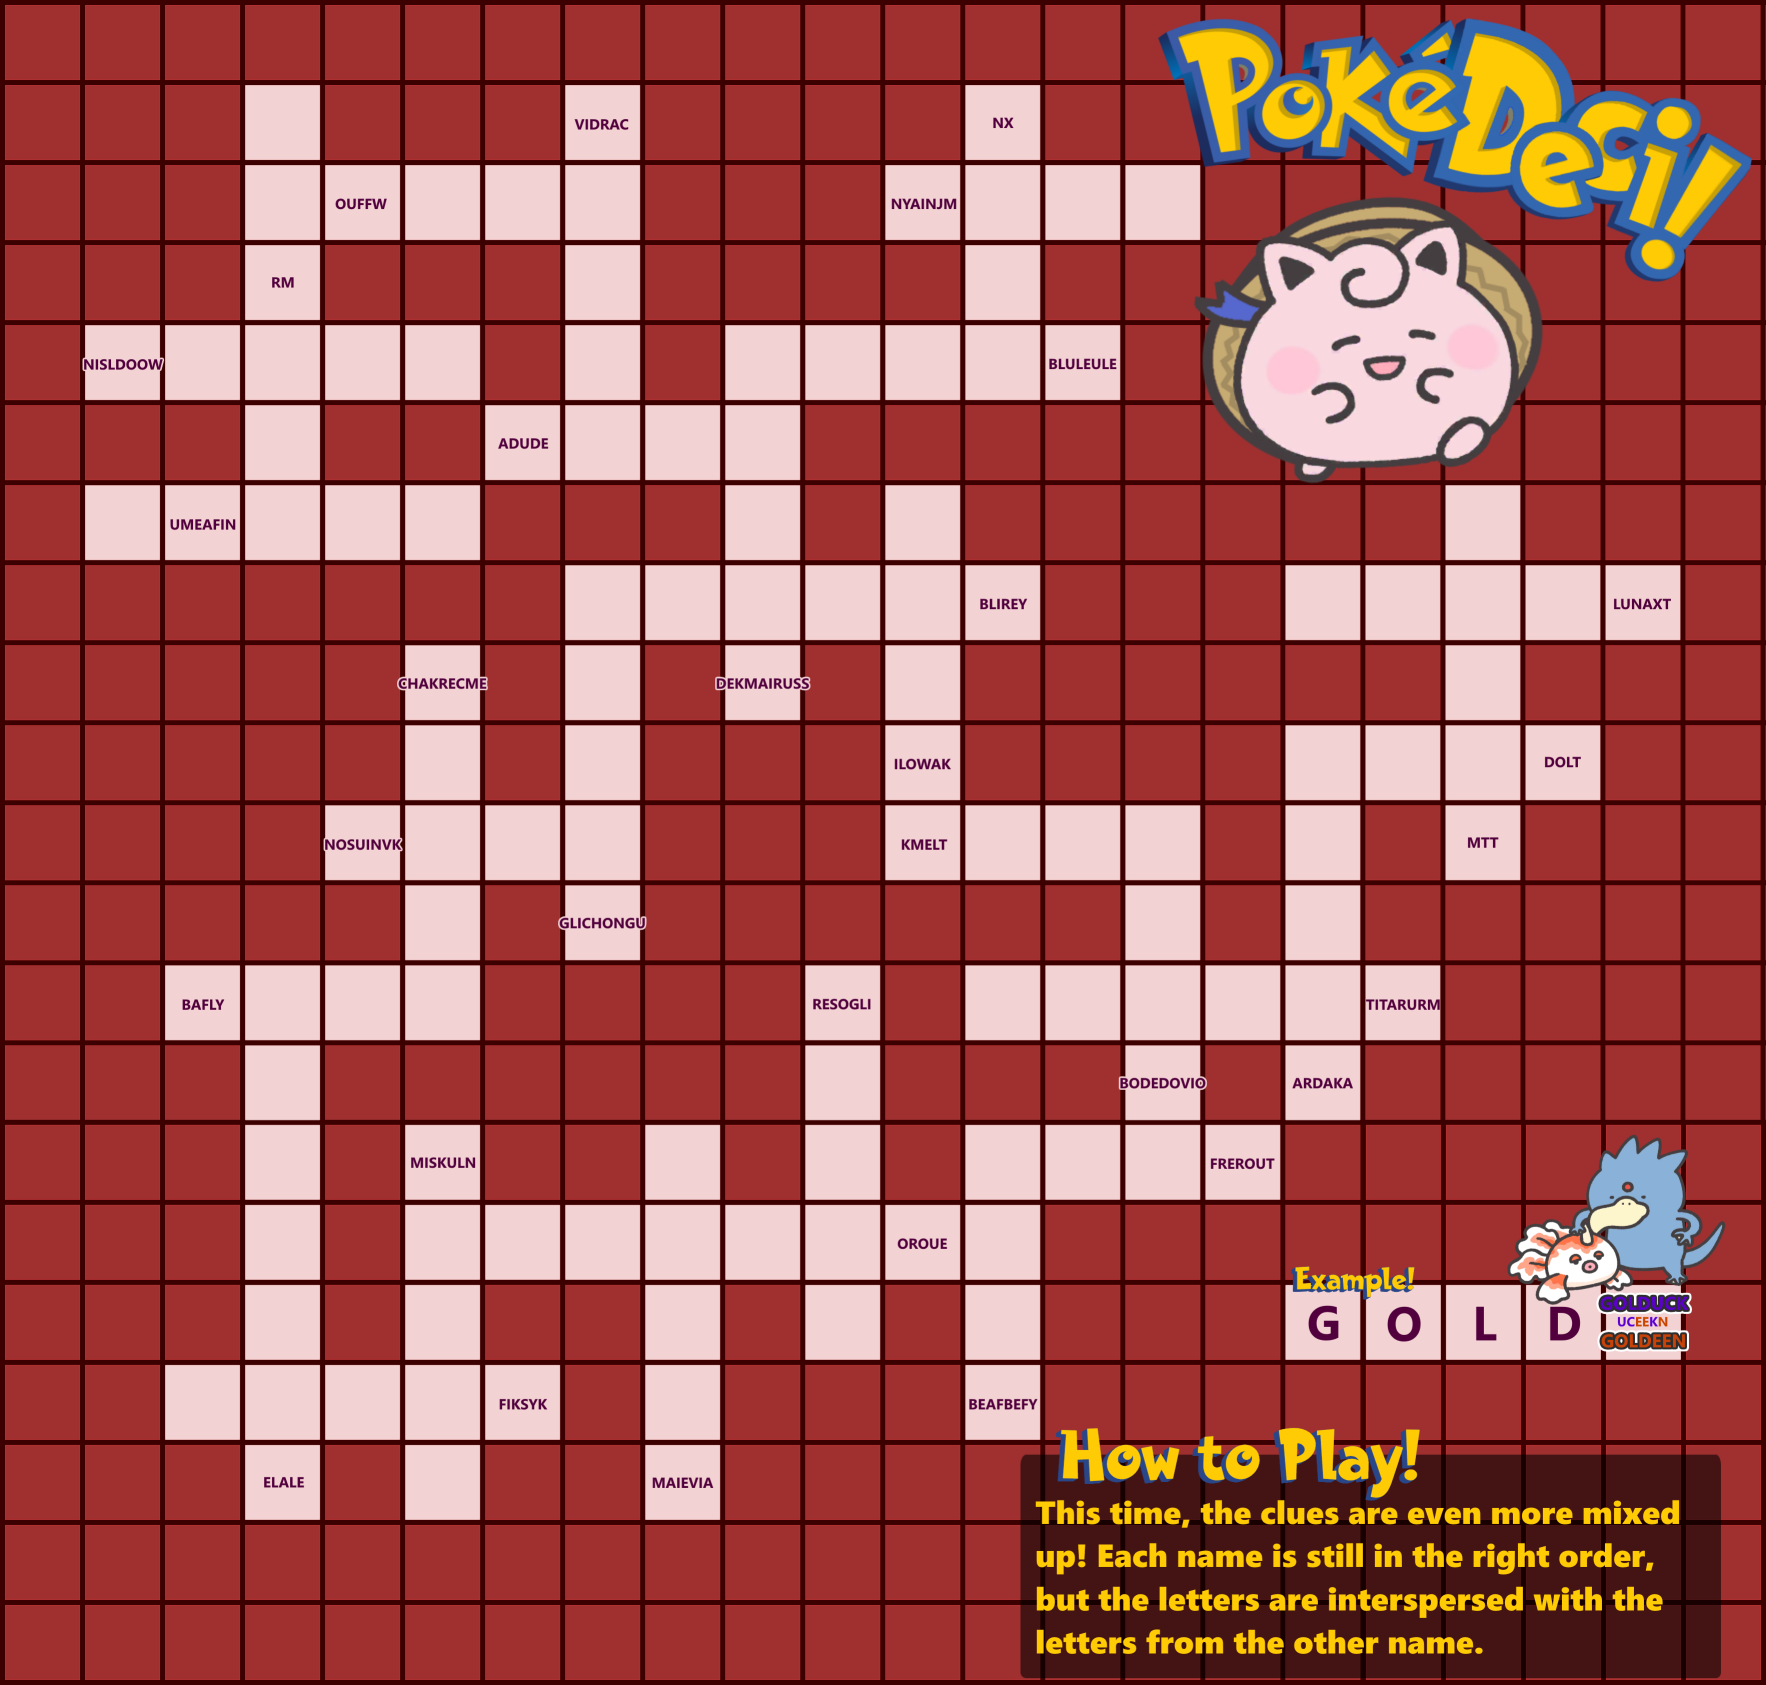 PokéDeci!
VIDRAC
NX
OUFFW
NYAINJM
RM
NISLDOOW
BLULEULE
ADUDE
UMEAFIN
BLIREY
LUNAXT
CHAKRECME
DEKMAIRUSS
ILOWAK
DOLT
NOSUINVK
KMELT
MTT
GLICHONGU
BAFLY
RESOGLI
TITARURM
BODEDOVIO
ARDAKA
MISKULN
FREROUT
OROUE
Example!
G O L D
GOLDUCK
UCEEKN
GOLDEEN
FIKSYK
BEAFBEFY
ELALE
MAIEVIA
How to Play!
This time, the clues are even more mixed
up! Each name is still in the right order,
but the letters are interspersed with the
letters from the other name.